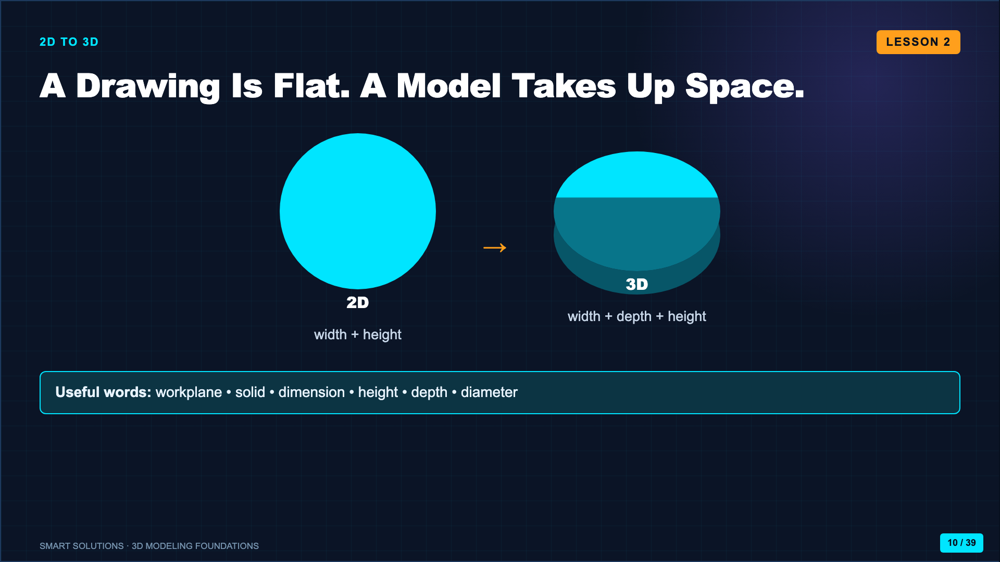 2D TO 3D
LESSON 2
A Drawing Is Flat. A Model Takes Up Space.
→
2D
width + height
3D
width + depth + height
Useful words: workplane • solid • dimension • height • depth • diameter
SMART SOLUTIONS · 3D MODELING FOUNDATIONS
10 / 39